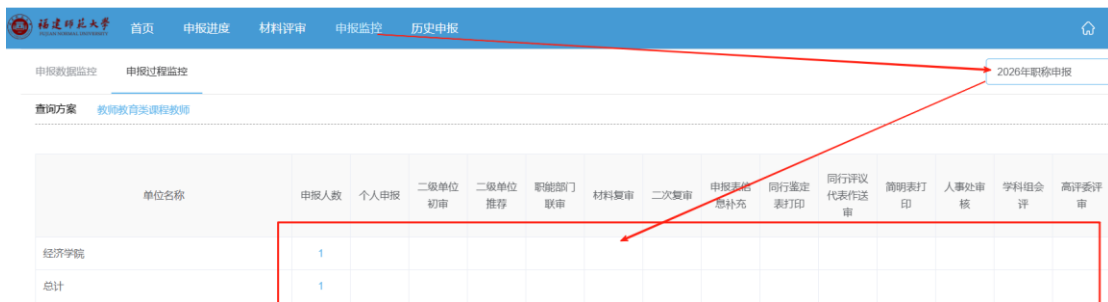 福建师范大学 首页 申报进度 材料评审 申报监控 历史申报
FUJIAN NORMAL UNIVERSITY
申报数据监控 申报过程监控 2026年职称申报
查询方案 教师教育类课程教师
单位名称 申报人数 个人申报 二级单位初审 二级单位推荐 职能部门联审 材料复审 二次复审 申报表信息补充 同行鉴定表打印 同行评议代表作送审 简明表打印 人事处审核 学科组会评 高评委评审
经济学院 1
总计 1